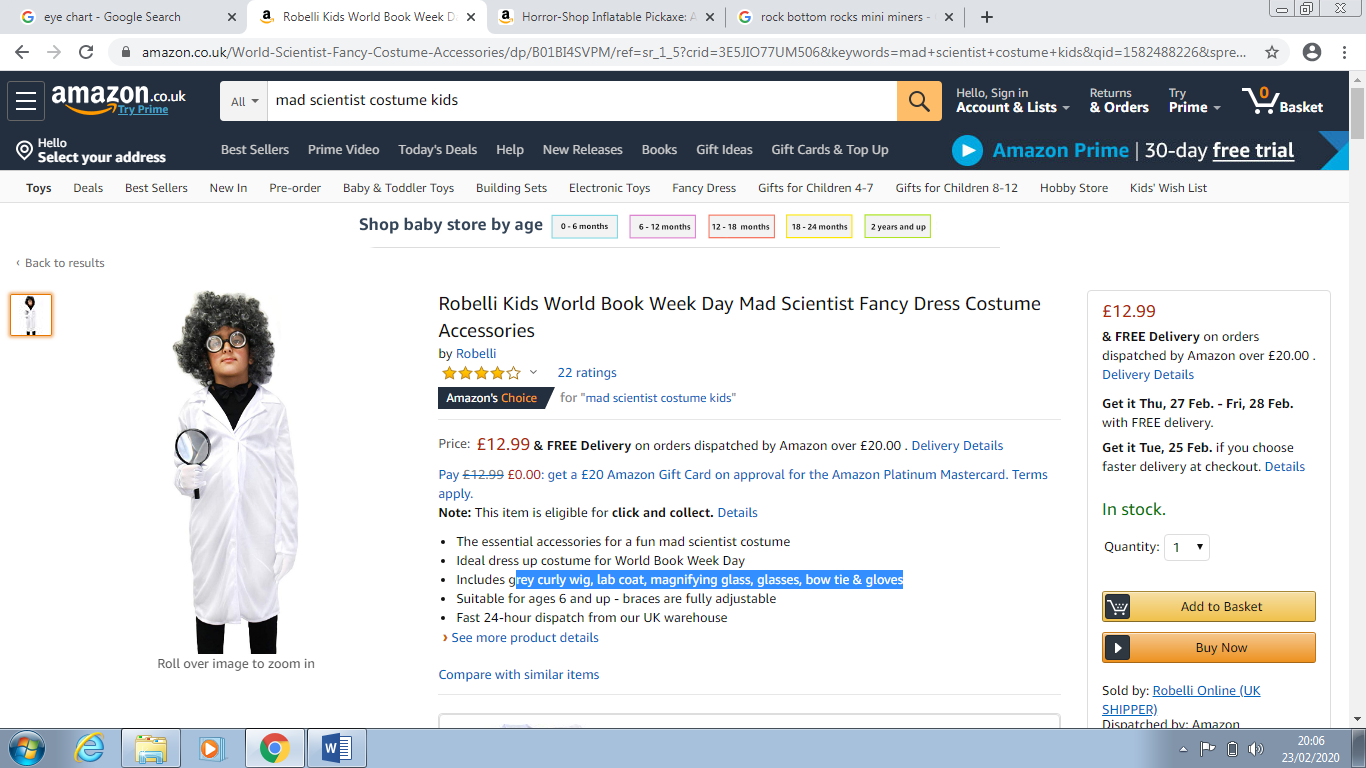 eye chart - Google Search
Robelli Kids World Book Week D
Horror-Shop Inflatable Pickaxe: A
rock bottom rocks mini miners -
amazon.co.uk/World-Scientist-Fancy-Costume-Accessories/dp/B01BI4SVPM/ref=sr_1_5?crid=3E5JIO77UM506&keywords=mad+scientist+costume+kids&qid=1582488226&spre...
amazon.co.uk
Try Prime
All
mad scientist costume kids
Hello, Sign in
Account & Lists
Returns
& Orders
Try
Prime
0
Basket
Hello
Select your address
Best Sellers Prime Video Today's Deals Help New Releases Books Gift Ideas Gift Cards & Top Up
Amazon Prime | 30-day free trial
Toys Deals Best Sellers New In Pre-order Baby & Toddler Toys Building Sets Electronic Toys Fancy Dress Gifts for Children 4-7 Gifts for Children 8-12 Hobby Store Kids' Wish List
Shop baby store by age 0 - 6 months 6 - 12 months 12 - 18 months 18 - 24 months 2 years and up
‹ Back to results
Roll over image to zoom in
Robelli Kids World Book Week Day Mad Scientist Fancy Dress Costume
Accessories
by Robelli
22 ratings
Amazon's Choice for "mad scientist costume kids"
Price: £12.99 & FREE Delivery on orders dispatched by Amazon over £20.00 . Delivery Details
Pay £12.99 £0.00: get a £20 Amazon Gift Card on approval for the Amazon Platinum Mastercard. Terms
apply.
Note: This item is eligible for click and collect. Details
• The essential accessories for a fun mad scientist costume
• Ideal dress up costume for World Book Week Day
• Includes grey curly wig, lab coat, magnifying glass, glasses, bow tie & gloves
• Suitable for ages 6 and up - braces are fully adjustable
• Fast 24-hour dispatch from our UK warehouse
› See more product details
Compare with similar items
£12.99
& FREE Delivery on orders
dispatched by Amazon over £20.00 .
Delivery Details
Get it Thu, 27 Feb. - Fri, 28 Feb.
with FREE delivery.
Get it Tue, 25 Feb. if you choose
faster delivery at checkout. Details
In stock.
Quantity: 1
Add to Basket
Buy Now
Sold by: Robelli Online (UK
SHIPPER)
Dispatched by: Amazon
20:06
23/02/2020